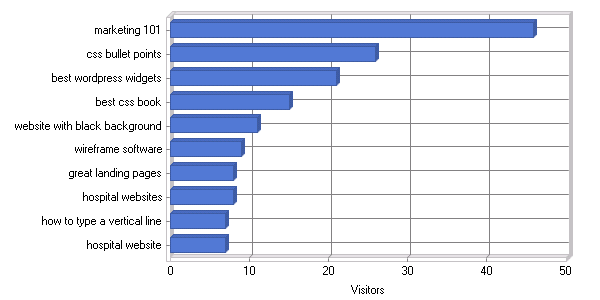 marketing 101
css bullet points
best wordpress widgets
best css book
website with black background
wireframe software
great landing pages
hospital websites
how to type a vertical line
hospital website
0 10 20 30 40 50
Visitors